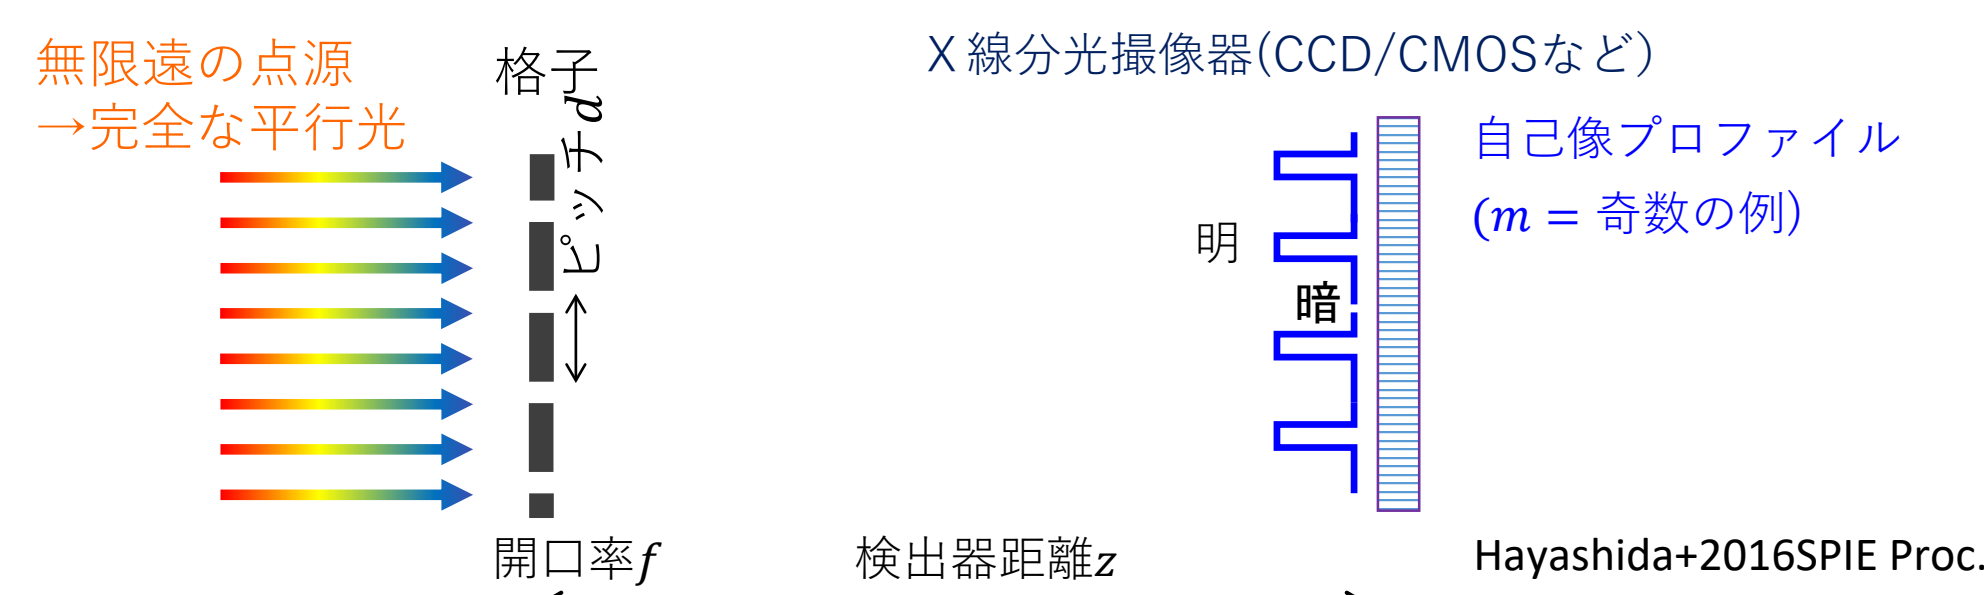 無限遠の点源
→完全な平行光
格子
ピッチd
X線分光撮像器(CCD/CMOSなど)
自己像プロファイル
(m = 奇数の例)
明
暗
開口率f
検出器距離z
Hayashida+2016SPIE Proc.